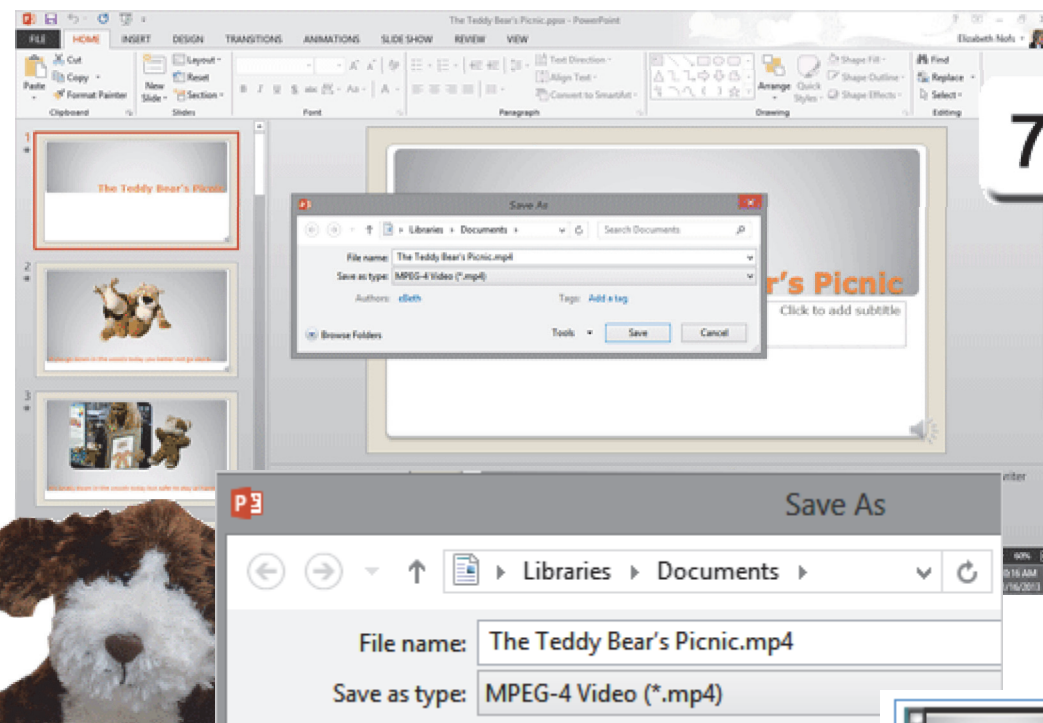 The Teddy Bear's Picnic.ppsx - PowerPoint
FILE HOME INSERT DESIGN TRANSITIONS ANIMATIONS SLIDE SHOW REVIEW VIEW
Cut
Copy
Format Painter
Paste
Clipboard
New Slide
Layout
Reset
Section
Slides
Font
Text Direction
Align Text
Convert to SmartArt
Paragraph
Arrange
Quick Styles
Shape Fill
Shape Outline
Shape Effects
Drawing
Find
Replace
Select
Editing
7
1
The Teddy Bear's Picnic
2
3
Save As
Libraries Documents
Search Documents
File name: The Teddy Bear's Picnic.mp4
Save as type: MPEG-4 Video (*.mp4)
Authors: eBeth
Tags: Add a tag
Browse Folders
Tools
Save
Cancel
r's Picnic
Click to add subtitle
60%
Save As
Libraries Documents
File name: The Teddy Bear's Picnic.mp4
Save as type: MPEG-4 Video (*.mp4)